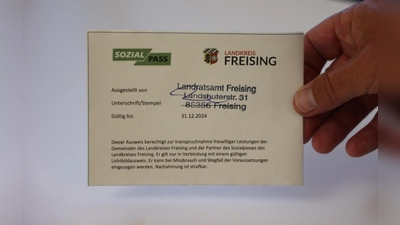 SOZIAL
PASS
LANDKREIS
FREISING
Ausgestellt von
Landratsamt Freising
Landshuterstr. 31
Unterschrift/Stempel
85356 Freising
Gültig bis
31.12.2024
Dieser Ausweis berechtigt zur Inanspruchnahme freiwilliger Leistungen der
Gemeinden des Landkreises Freising und der Partner des Sozialpasses des
Landkreises Freising. Er gilt nur in Verbindung mit einem gültigen
Lichtbildausweis. Er kann bei Missbrauch und Wegfall der Voraussetzungen
eingezogen werden. Nachahmung ist strafbar.